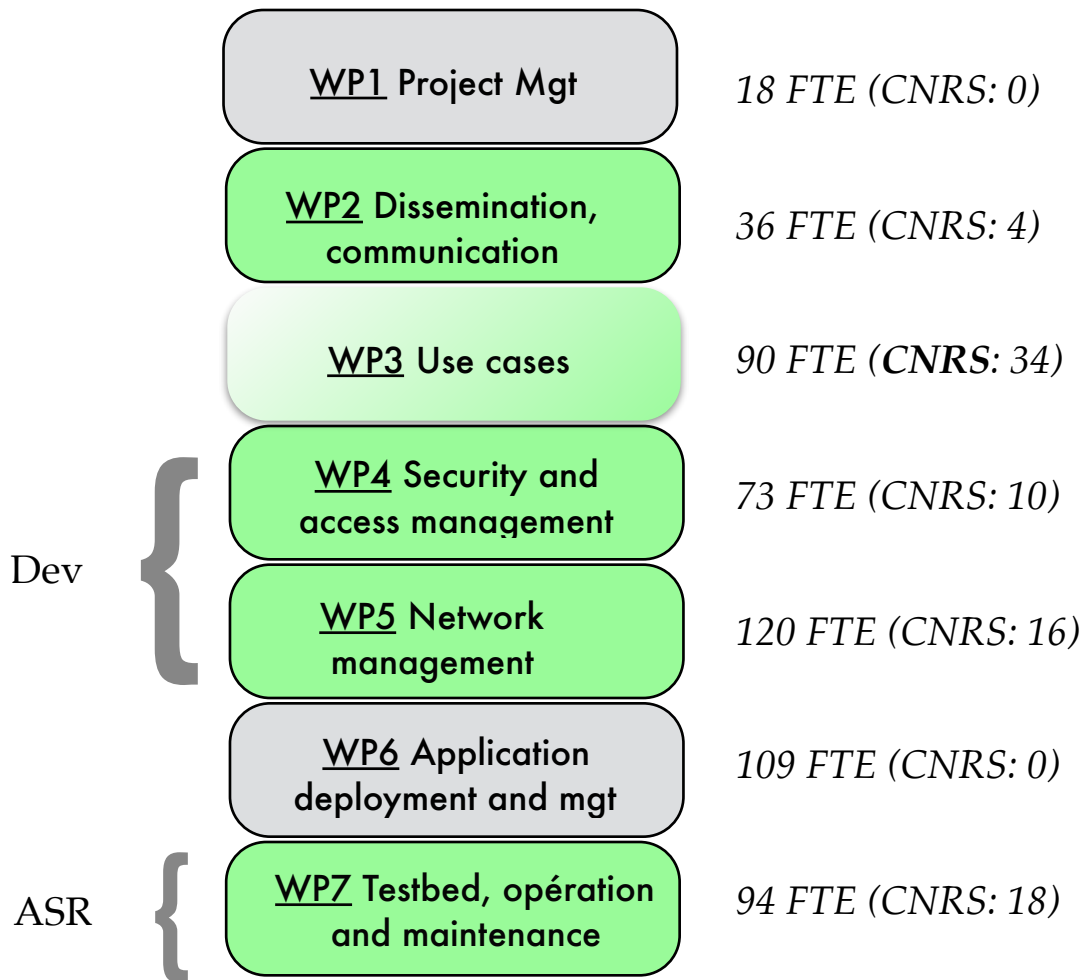 WP1 Project Mgt
18 FTE (CNRS: 0)
WP2 Dissemination,
communication
36 FTE (CNRS: 4)
WP3 Use cases
90 FTE (CNRS: 34)
Dev
WP4 Security and
access management
73 FTE (CNRS: 10)
WP5 Network
management
120 FTE (CNRS: 16)
WP6 Application
deployment and mgt
109 FTE (CNRS: 0)
ASR
WP7 Testbed, opération
and maintenance
94 FTE (CNRS: 18)